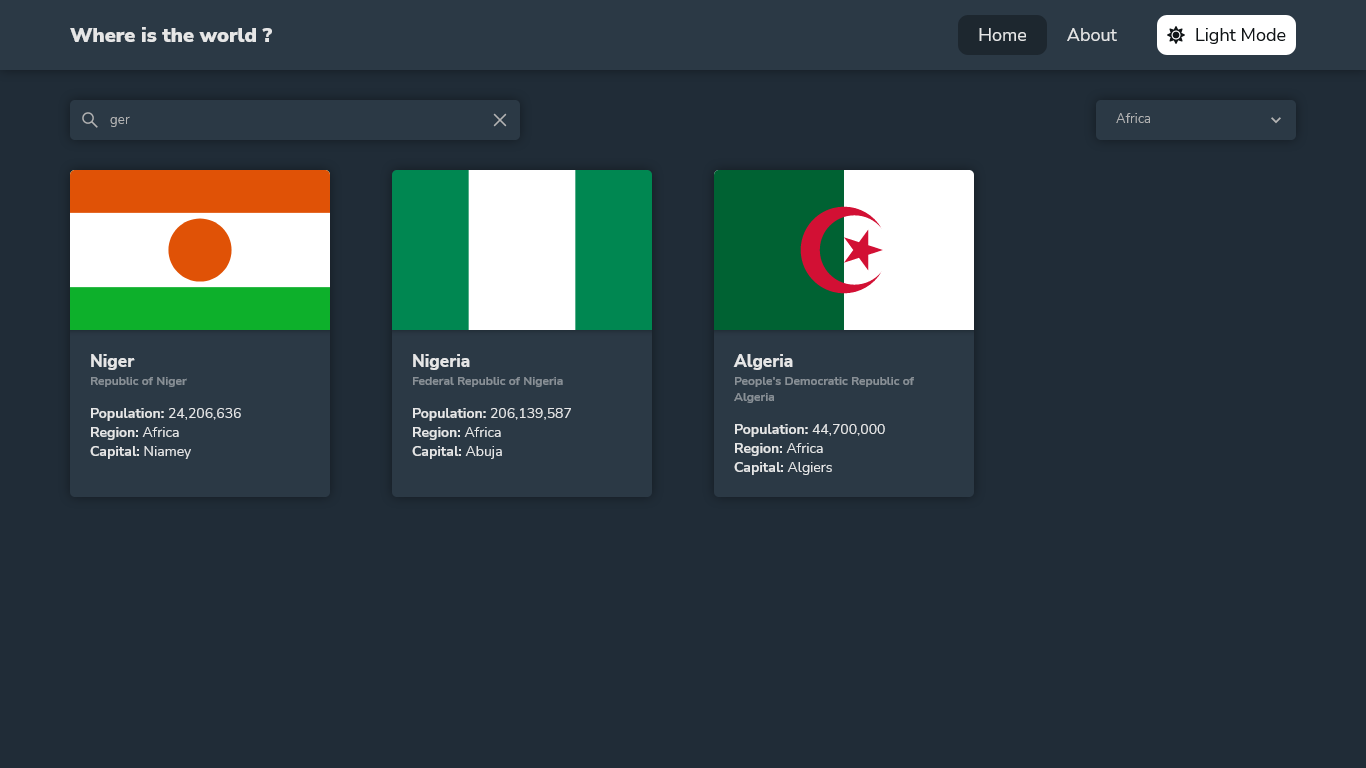 Where is the world ?
Home
About
Light Mode
ger
Africa
Niger
Republic of Niger
Population: 24,206,636
Region: Africa
Capital: Niamey
Nigeria
Federal Republic of Nigeria
Population: 206,139,587
Region: Africa
Capital: Abuja
Algeria
People's Democratic Republic of
Algeria
Population: 44,700,000
Region: Africa
Capital: Algiers